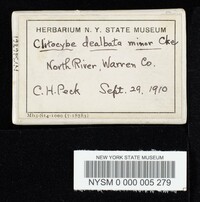 HERBARIUM N. Y. STATE MUSEUM
Clitocybe dealbata minor Cke
North River, Warren Co.
C. H. Peck Sept. 29, 1910
NEW YORK STATE MUSEUM
NYSM 0 000 005 279